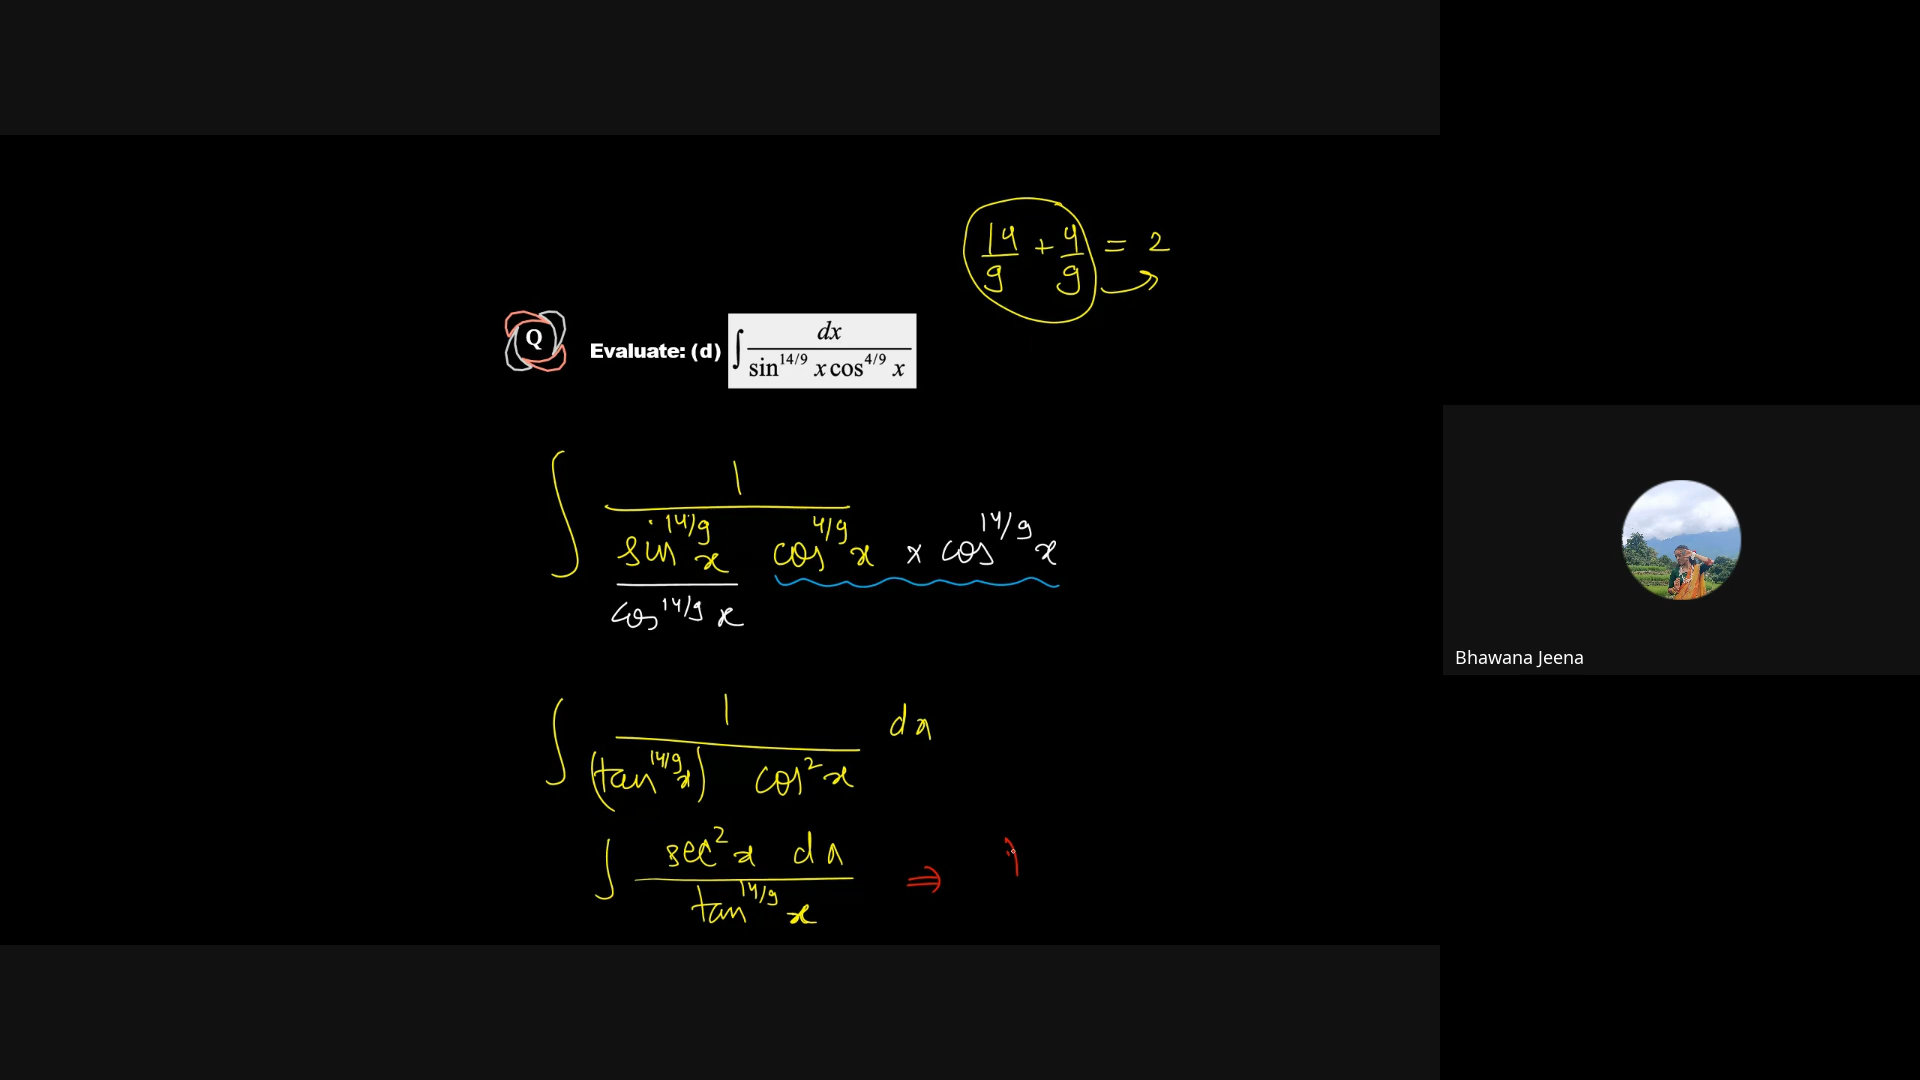 14/9 + 4/9 = 2
Q Evaluate: (d) ∫ dx / sin^14/9 x cos^4/9 x
∫ 1 / sin^14/9 x cos^4/9 x × cos^14/9 x
cos^14/9 x
∫ 1 / (tan^14/9 x) cos^2 x dx
∫ sec^2 x dx / tan^14/9 x ⇒
Bhawana Jeena